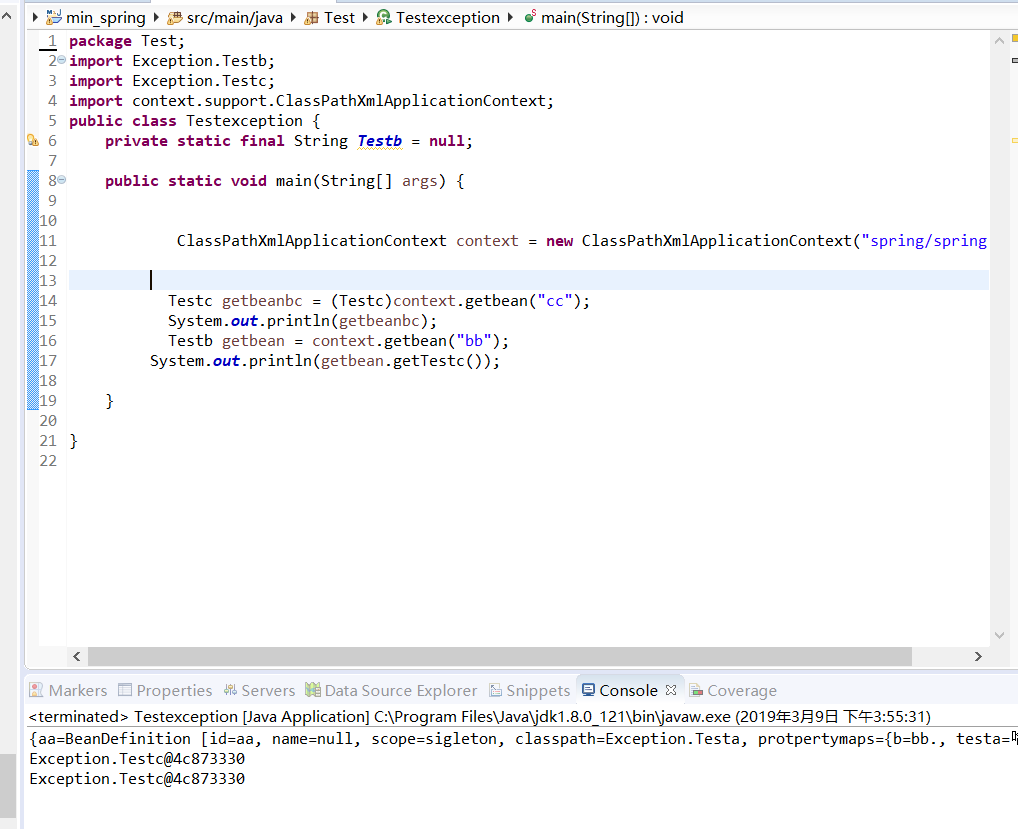 min_spring src/main/java Test Testexception main(String[]) : void
1 package Test;
2 import Exception.Testb;
3 import Exception.Testc;
4 import context.support.ClassPathXmlApplicationContext;
5 public class Testexception {
6 private static final String Testb = null;
7
8 public static void main(String[] args) {
9
10
11 ClassPathXmlApplicationContext context = new ClassPathXmlApplicationContext("spring/spring
12
13
14 Testc getbeanbc = (Testc)context.getbean("cc");
15 System.out.println(getbeanbc);
16 Testb getbean = context.getbean("bb");
17 System.out.println(getbean.getTestc());
18
19 }
20
21 }
22
Markers Properties Servers Data Source Explorer Snippets Console Coverage
<terminated> Testexception [Java Application] C:\Program Files\Java\jdk1.8.0_121\bin\javaw.exe (2019年3月9日 下午3:55:31)
{aa=BeanDefinition [id=aa, name=null, scope=sigleton, classpath=Exception.Testa, protpertymaps={b=bb., testa=
Exception.Testc@4c873330
Exception.Testc@4c873330